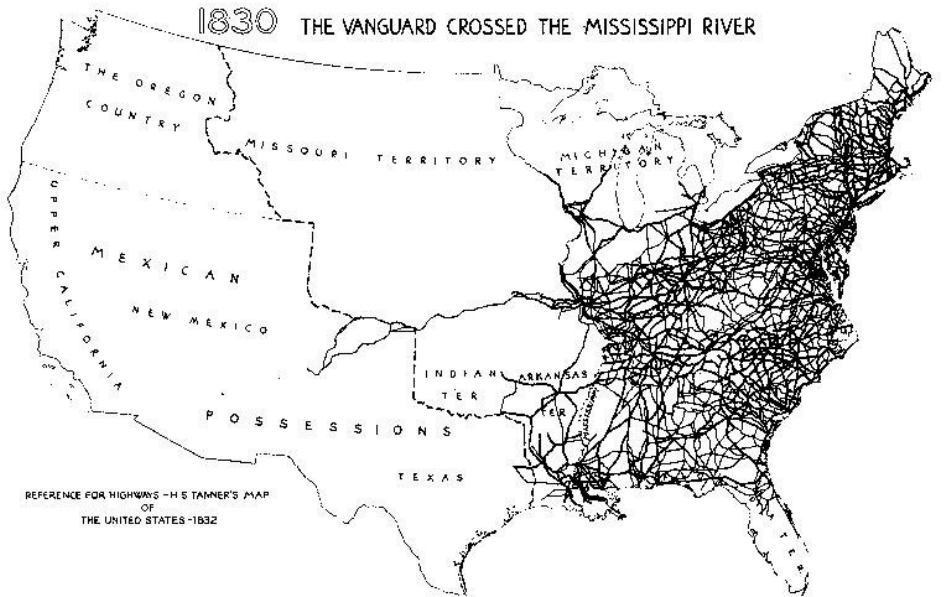 1830 THE VANGUARD CROSSED THE MISSISSIPPI RIVER
THE OREGON
COUNTRY
MISSOURI TERRITORY
MICHIGAN
TERRITORY
UPPER CALIFORNIA
MEXICAN
NEW MEXICO
INDIAN
TER
ARKANSAS
TER
POSSESSIONS
TEXAS
TER
REFERENCE FOR HIGHWAYS - H S TANNER'S MAP
OF
THE UNITED STATES - 1832